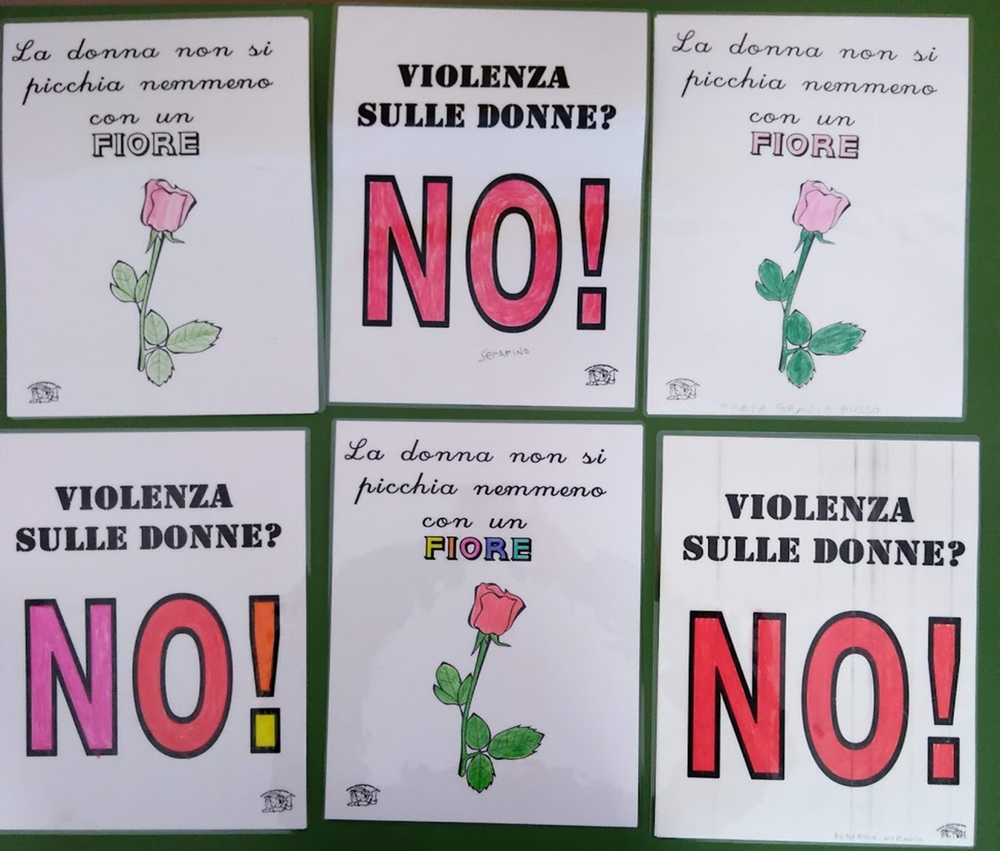 La donna non si
picchia nemmeno
con un
FIORE
VIOLENZA
SULLE DONNE?
NO!
SERAFINO
La donna non si
picchia nemmeno
con un
FIORE
MARIA GRAZIA RUSSO
VIOLENZA
SULLE DONNE?
NO!
La donna non si
picchia nemmeno
con un
FIORE
VIOLENZA
SULLE DONNE?
NO!
FEDERICO